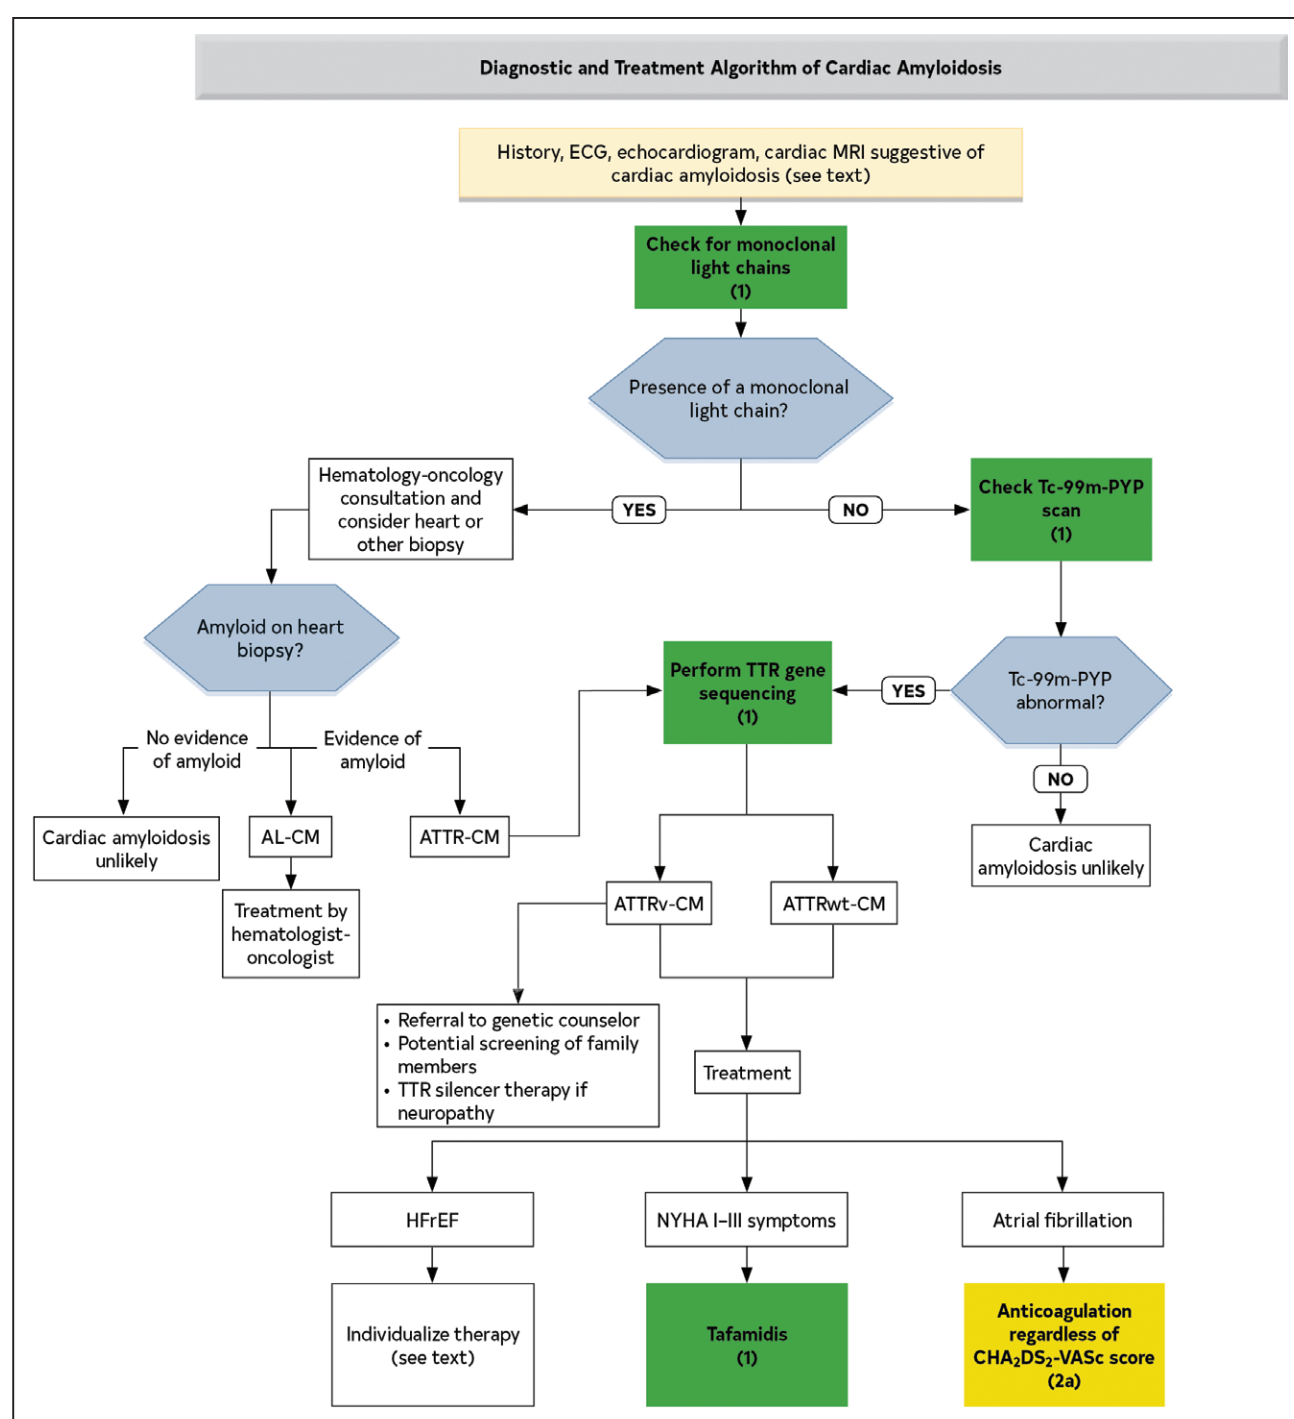 Diagnostic and Treatment Algorithm of Cardiac Amyloidosis
History, ECG, echocardiogram, cardiac MRI suggestive of
cardiac amyloidosis (see text)
Check for monoclonal
light chains
(1)
Presence of a monoclonal
light chain?
Hematology-oncology
consultation and
consider heart or
other biopsy
YES
NO
Check Tc-99m-PYP
scan
(1)
Amyloid on heart
biopsy?
Perform TTR gene
sequencing
(1)
YES
Tc-99m-PYP
abnormal?
No evidence
of amyloid
Evidence of
amyloid
NO
Cardiac amyloidosis
unlikely
AL-CM
ATTR-CM
Cardiac
amyloidosis unlikely
Treatment by
hematologist-
oncologist
ATTRv-CM
ATTRwt-CM
• Referral to genetic counselor
• Potential screening of family
members
• TTR silencer therapy if
neuropathy
Treatment
HFrEF
NYHA I–III symptoms
Atrial fibrillation
Individualize therapy
(see text)
Tafamidis
(1)
Anticoagulation
regardless of
CHA₂DS₂-VASc score
(2a)